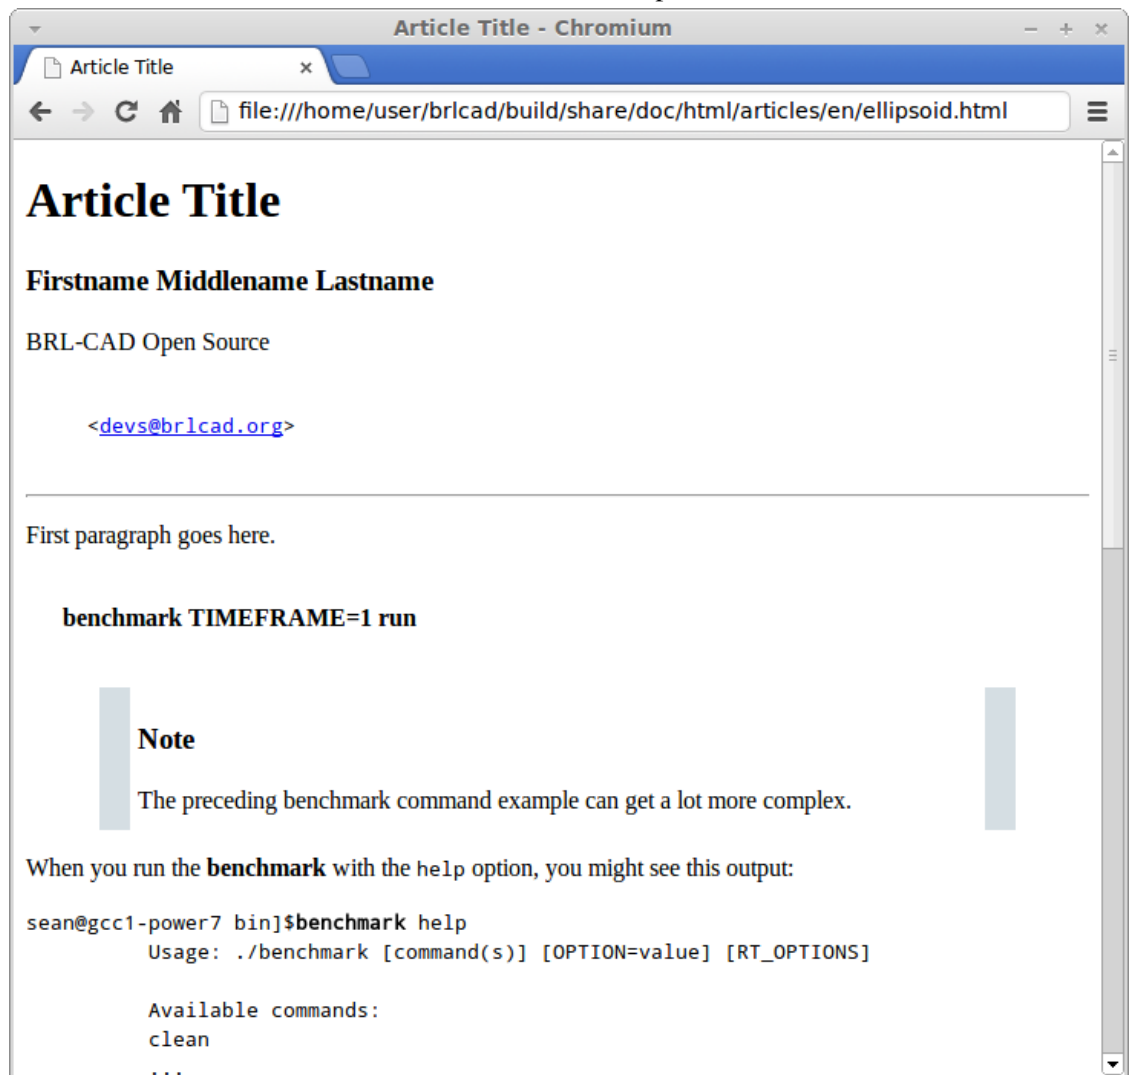 Article Title - Chromium
Article Title
file:///home/user/brlcad/build/share/doc/html/articles/en/ellipsoid.html
Article Title
Firstname Middlename Lastname
BRL-CAD Open Source
<devs@brlcad.org>
First paragraph goes here.
benchmark TIMEFRAME=1 run
Note
The preceding benchmark command example can get a lot more complex.
When you run the benchmark with the help option, you might see this output:
sean@gcc1-power7 bin]$benchmark help
Usage: ./benchmark [command(s)] [OPTION=value] [RT_OPTIONS]
Available commands:
clean
...